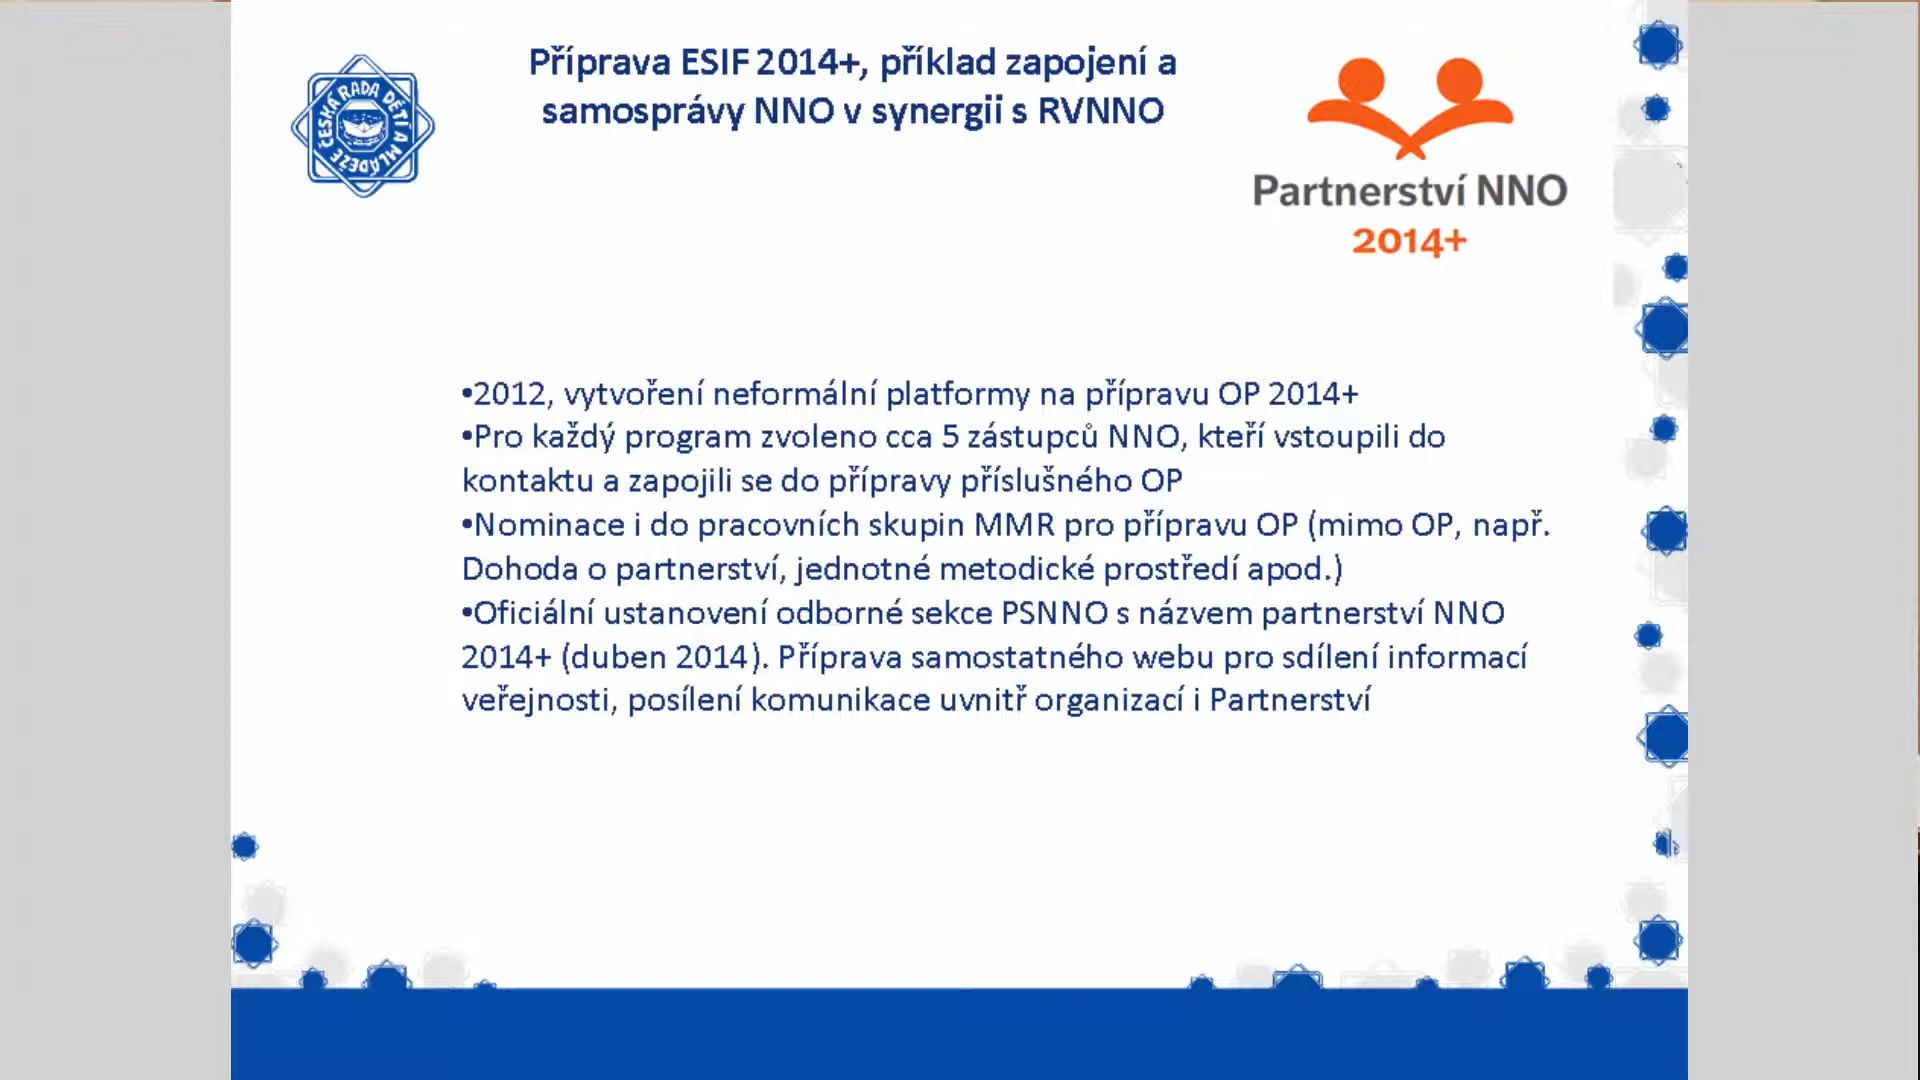 Příprava ESIF 2014+, příklad zapojení a
samosprávy NNO v synergii s RVNNO
ČESKÁ RADA DĚTÍ A MLÁDEŽE
Partnerství NNO
2014+
•2012, vytvoření neformální platformy na přípravu OP 2014+
•Pro každý program zvoleno cca 5 zástupců NNO, kteří vstoupili do
kontaktu a zapojili se do přípravy příslušného OP
•Nominace i do pracovních skupin MMR pro přípravu OP (mimo OP, např.
Dohoda o partnerství, jednotné metodické prostředí apod.)
•Oficiální ustanovení odborné sekce PSNNO s názvem partnerství NNO
2014+ (duben 2014). Příprava samostatného webu pro sdílení informací
veřejnosti, posílení komunikace uvnitř organizací i Partnerství